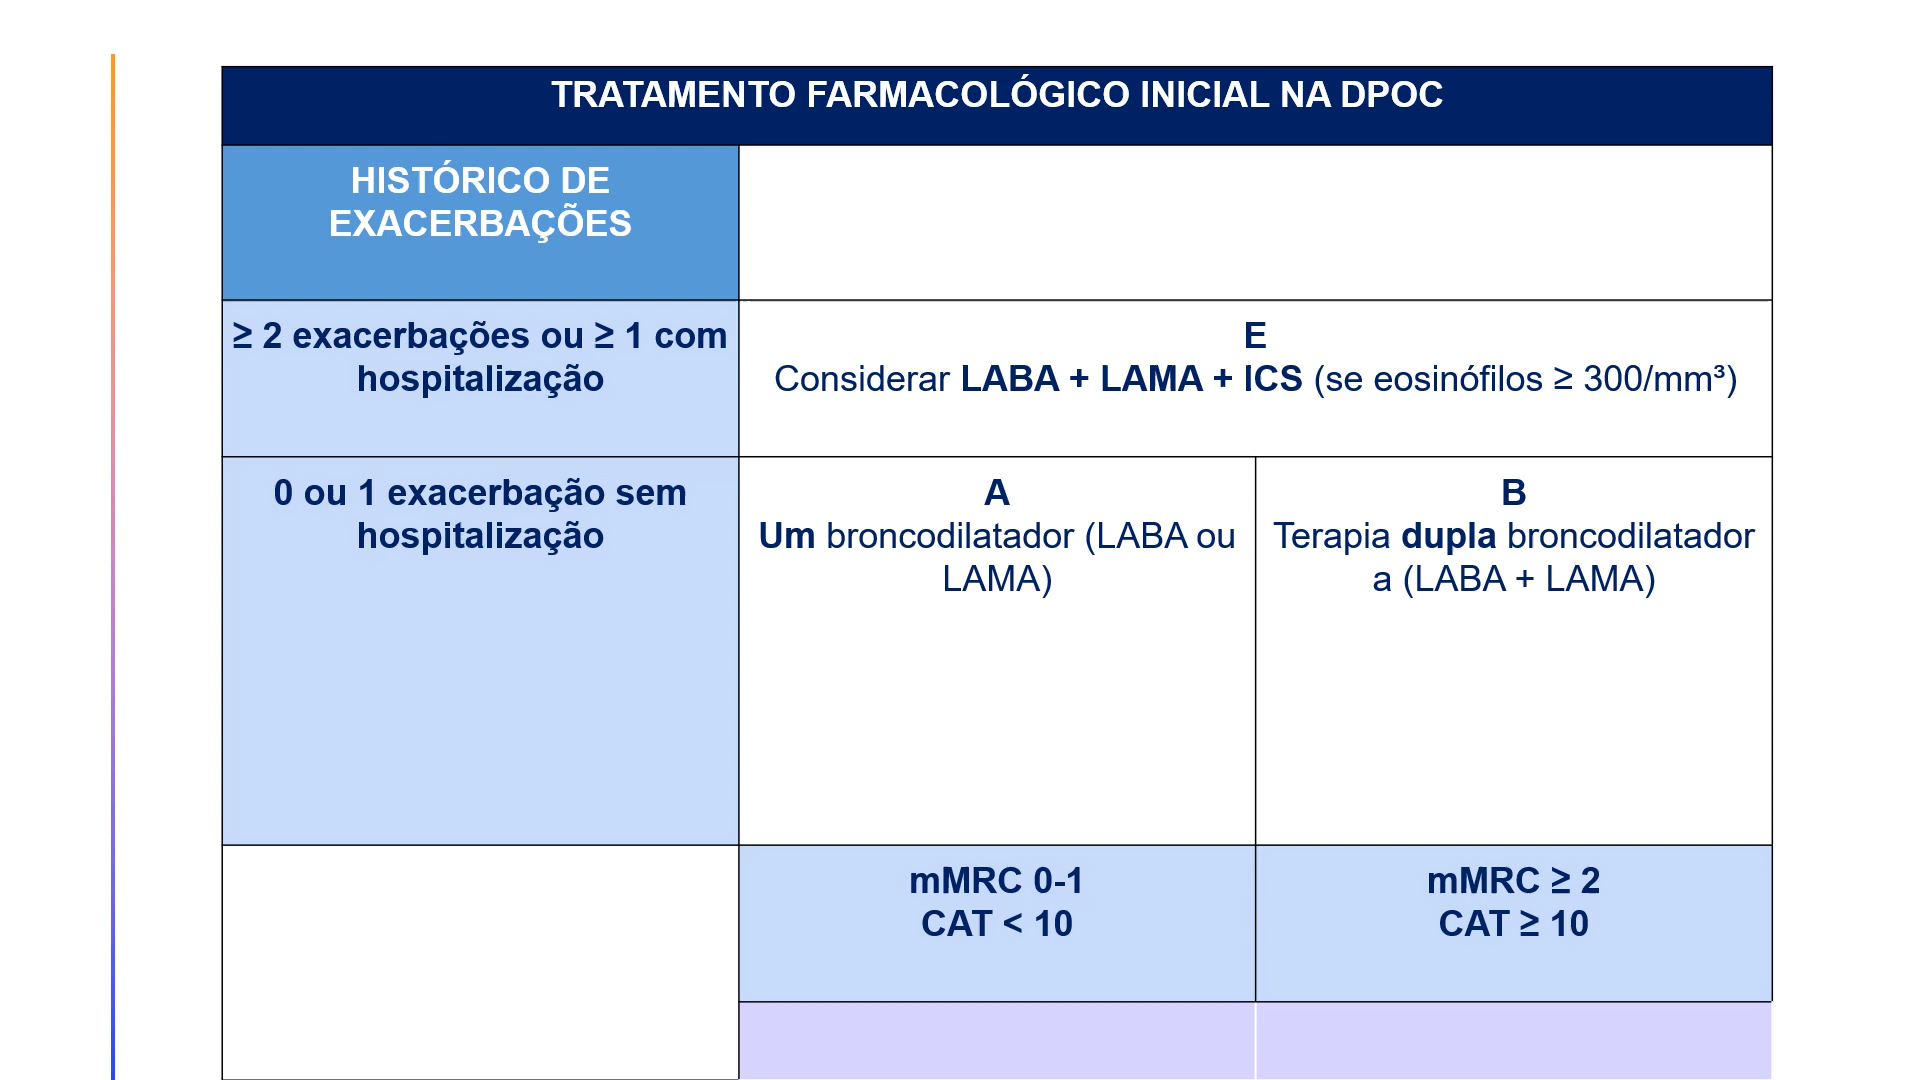 TRATAMENTO FARMACOLÓGICO INICIAL NA DPOC
HISTÓRICO DE
EXACERBAÇÕES
≥ 2 exacerbações ou ≥ 1 com
hospitalização
E
Considerar LABA + LAMA + ICS (se eosinófilos ≥ 300/mm³)
0 ou 1 exacerbação sem
hospitalização
A
Um broncodilatador (LABA ou
LAMA)
B
Terapia dupla broncodilatador
a (LABA + LAMA)
mMRC 0-1
CAT < 10
mMRC ≥ 2
CAT ≥ 10